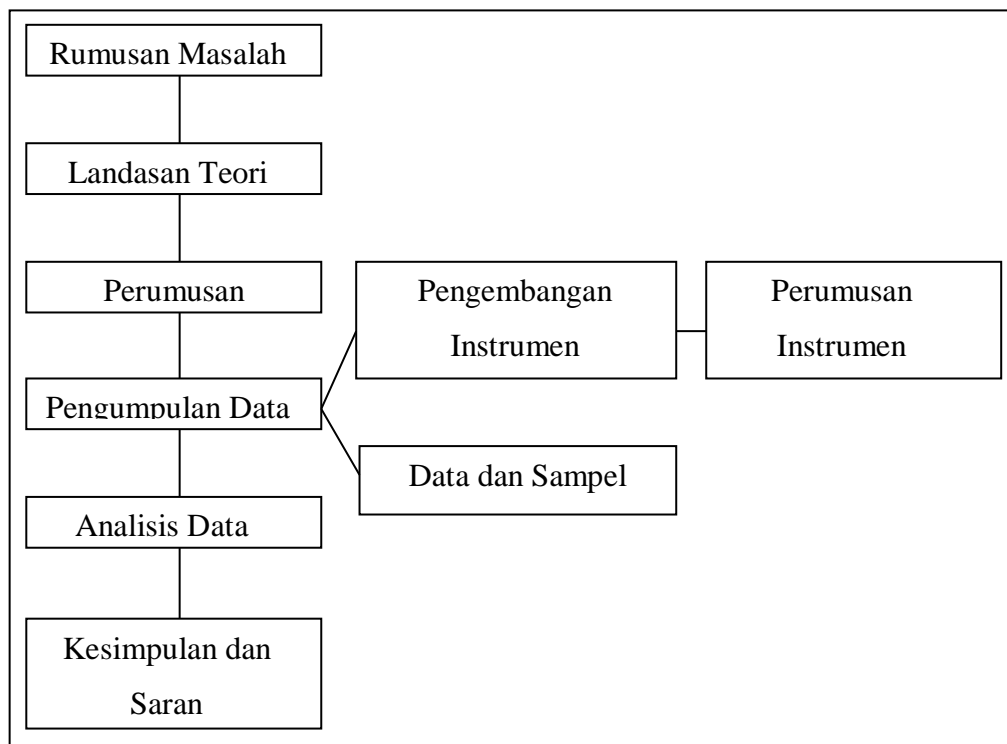 Rumusan Masalah
Landasan Teori
Perumusan
Pengembangan
Instrumen
Perumusan
Instrumen
Pengumpulan Data
Data dan Sampel
Analisis Data
Kesimpulan dan
Saran